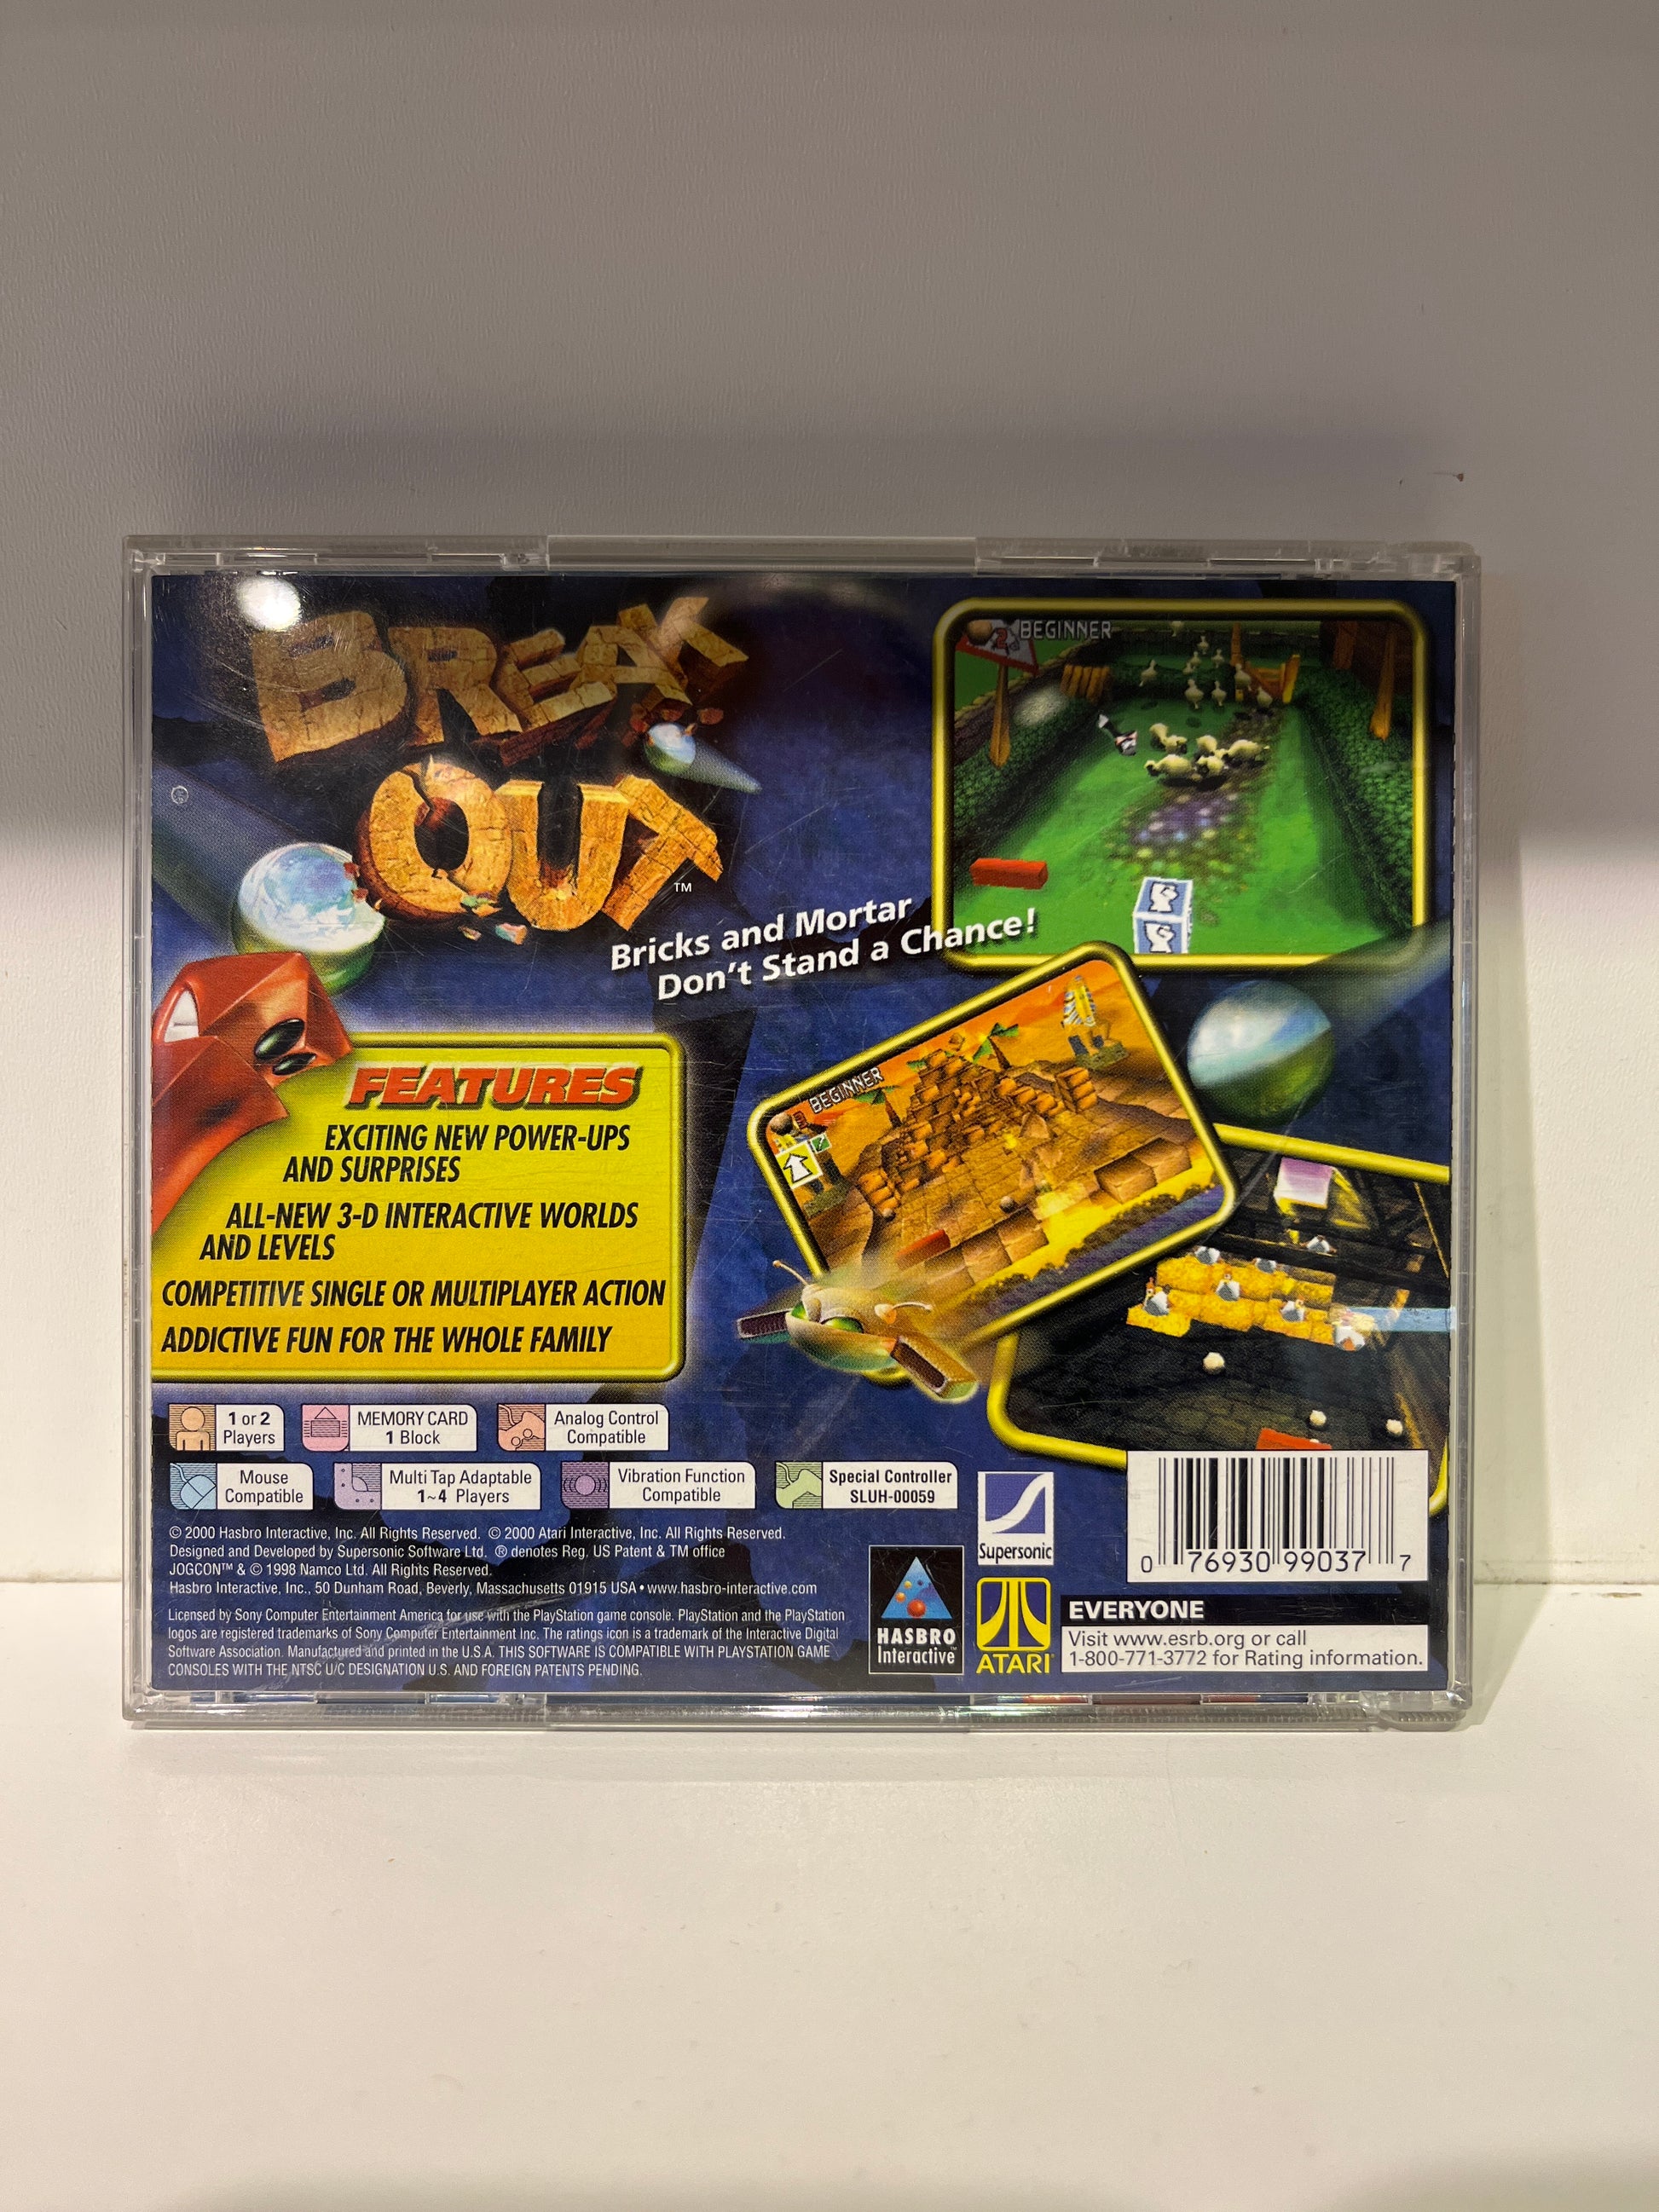 BREAK
OUT™
Bricks and Mortar
Don't Stand a Chance!
2 BEGINNER
BEGINNER
FEATURES
EXCITING NEW POWER-UPS
AND SURPRISES
ALL-NEW 3-D INTERACTIVE WORLDS
AND LEVELS
COMPETITIVE SINGLE OR MULTIPLAYER ACTION
ADDICTIVE FUN FOR THE WHOLE FAMILY
1 or 2
Players
MEMORY CARD
1 Block
Analog Control
Compatible
Mouse
Compatible
Multi Tap Adaptable
1~4 Players
Vibration Function
Compatible
Special Controller
SLUH-00059
© 2000 Hasbro Interactive, Inc. All Rights Reserved. © 2000 Atari Interactive, Inc. All Rights Reserved.
Designed and Developed by Supersonic Software Ltd. ® denotes Reg. US Patent & TM office
JOGCON™ & © 1998 Namco Ltd. All Rights Reserved.
Hasbro Interactive, Inc., 50 Dunham Road, Beverly, Massachusetts 01915 USA • www.hasbro-interactive.com
Licensed by Sony Computer Entertainment America for use with the PlayStation game console. PlayStation and the PlayStation
logos are registered trademarks of Sony Computer Entertainment Inc. The ratings icon is a trademark of the Interactive Digital
Software Association. Manufactured and printed in the U.S.A. THIS SOFTWARE IS COMPATIBLE WITH PLAYSTATION GAME
CONSOLES WITH THE NTSC U/C DESIGNATION U.S. AND FOREIGN PATENTS PENDING.
HASBRO
Interactive™
Supersonic
ATARI®
0 76930 99037 7
EVERYONE
Visit www.esrb.org or call
1-800-771-3772 for Rating information.